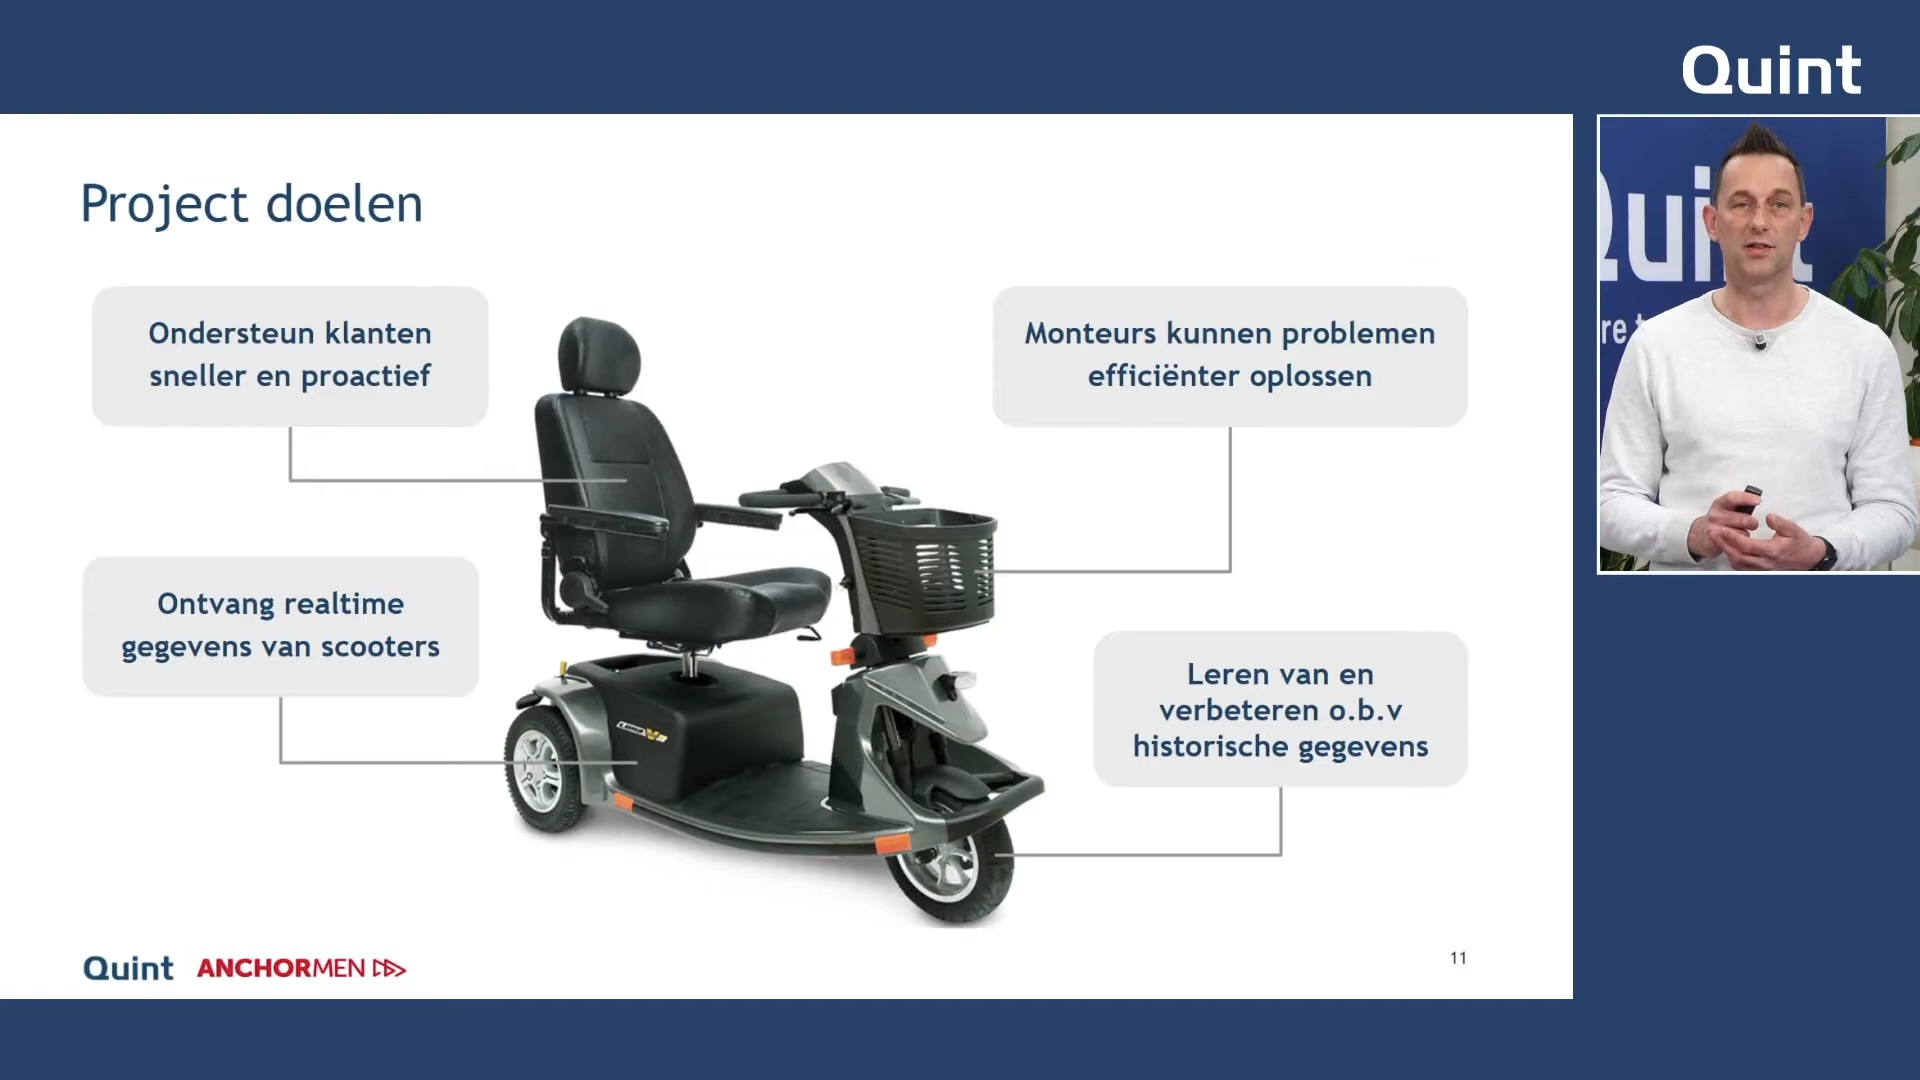 Quint
Project doelen
Ondersteun klanten
sneller en proactief
Monteurs kunnen problemen
efficiënter oplossen
Ontvang realtime
gegevens van scooters
Leren van en
verbeteren o.b.v
historische gegevens
Quint
ANCHORMEN
11
Quint